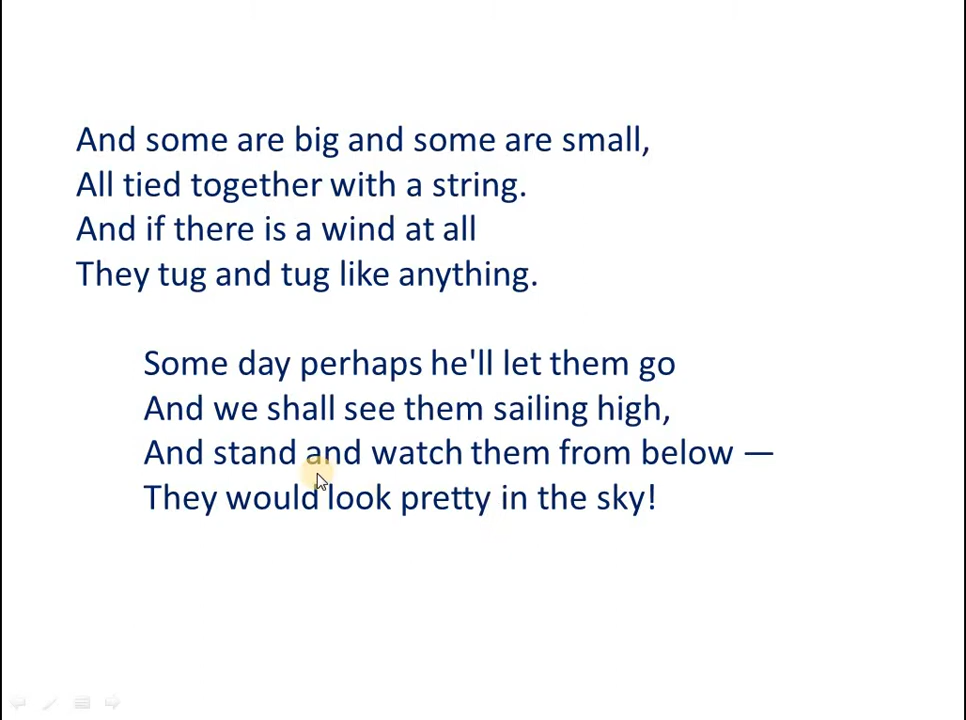 And some are big and some are small,
All tied together with a string.
And if there is a wind at all
They tug and tug like anything.
Some day perhaps he'll let them go
And we shall see them sailing high,
And stand and watch them from below —
They would look pretty in the sky!